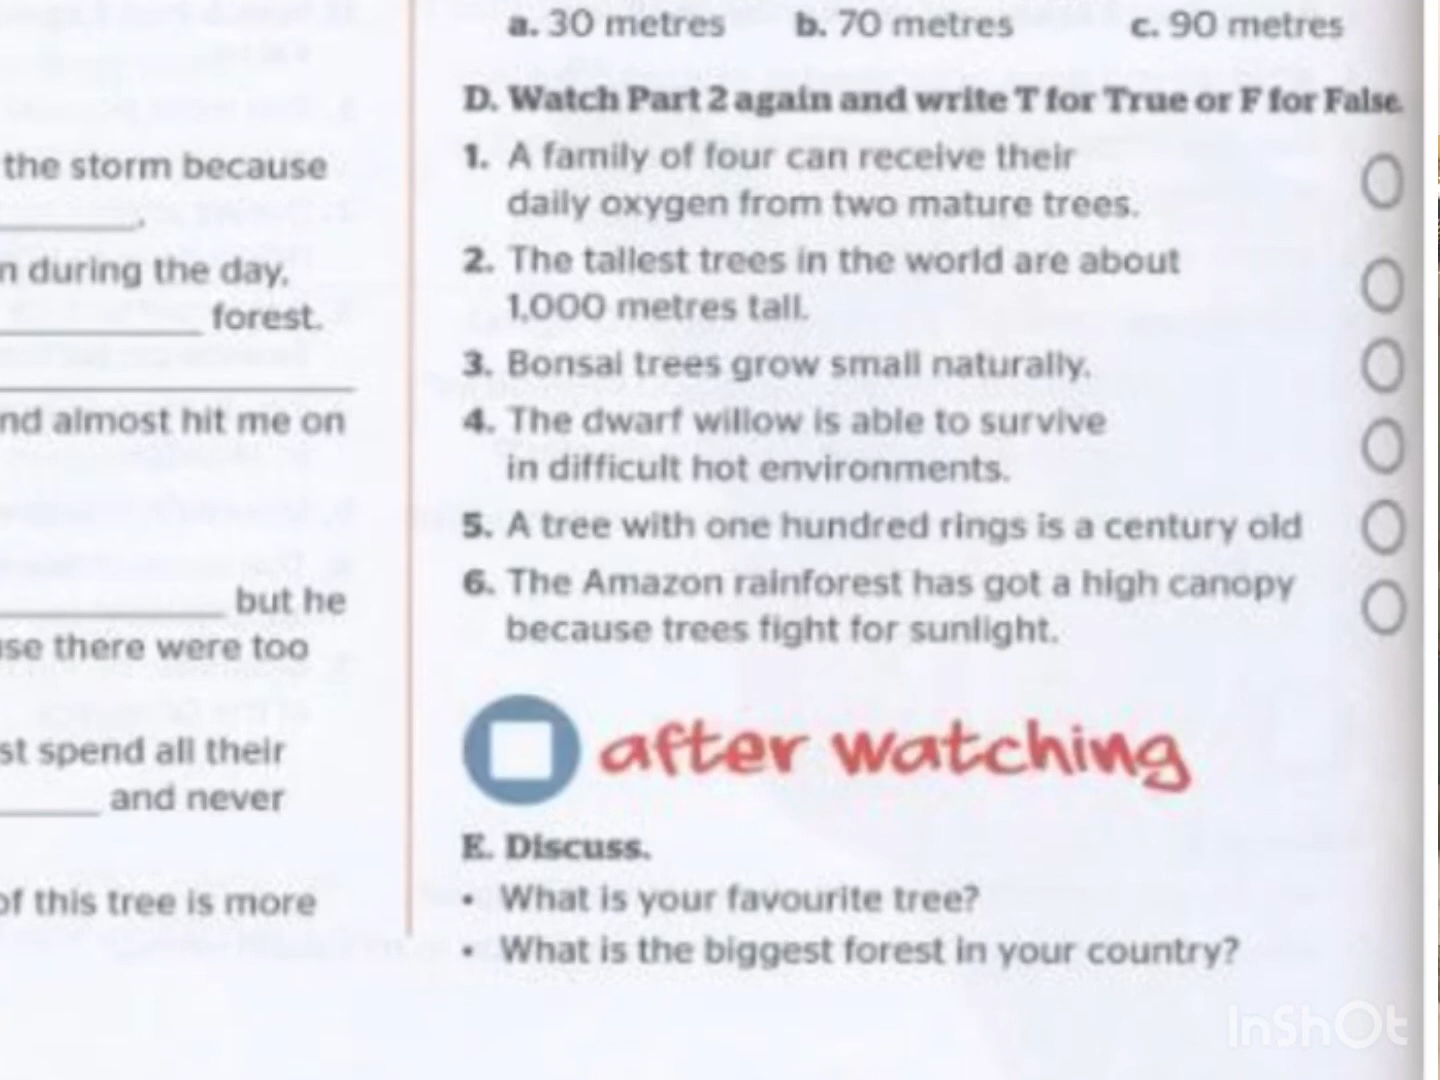 the storm because
n during the day,
forest.
nd almost hit me on
but he
use there were too
st spend all their
and never
of this tree is more
a. 30 metres b. 70 metres c. 90 metres
D. Watch Part 2 again and write T for True or F for False.
1. A family of four can receive their
daily oxygen from two mature trees.
2. The tallest trees in the world are about
1,000 metres tall.
3. Bonsai trees grow small naturally.
4. The dwarf willow is able to survive
in difficult hot environments.
5. A tree with one hundred rings is a century old
6. The Amazon rainforest has got a high canopy
because trees fight for sunlight.
after watching
E. Discuss.
• What is your favourite tree?
• What is the biggest forest in your country?
InShOt